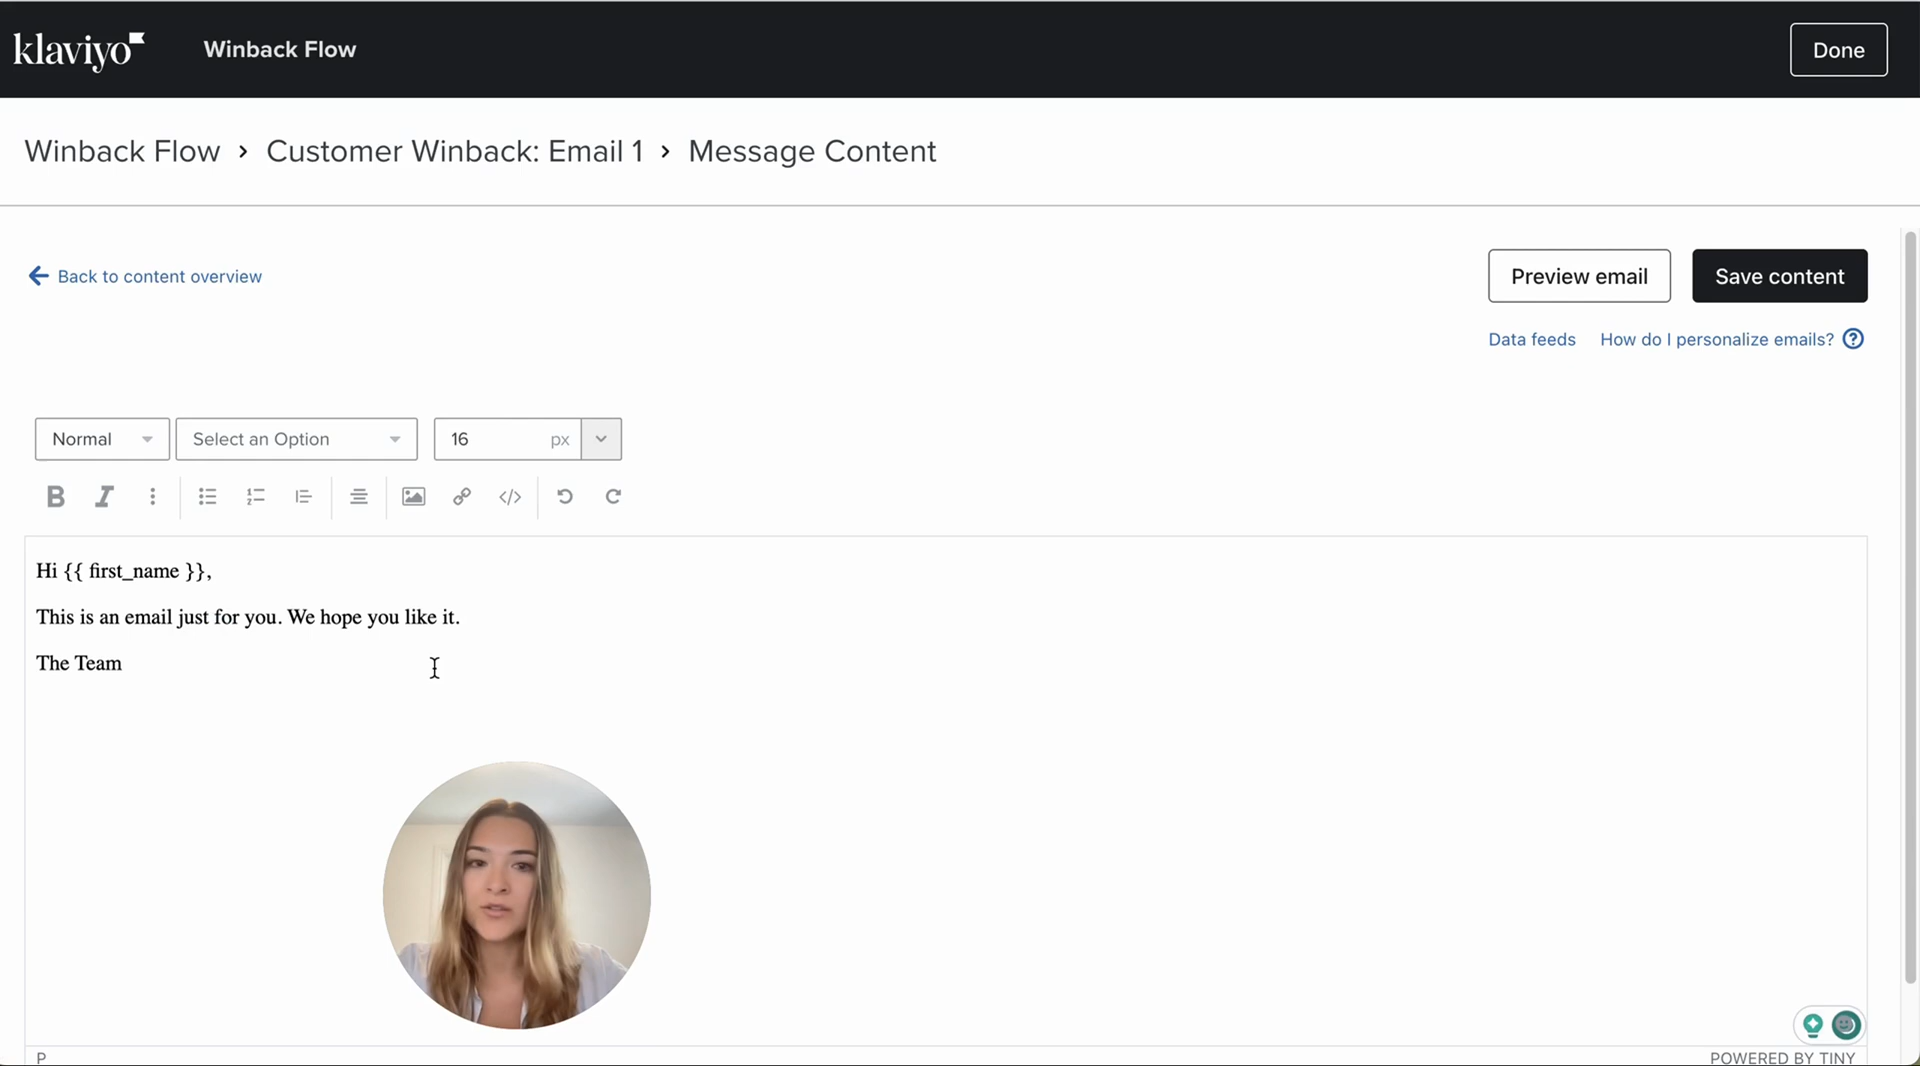 klaviyo
Winback Flow
Done
Winback Flow › Customer Winback: Email 1 › Message Content
Back to content overview
Preview email
Save content
Data feeds
How do I personalize emails?
Normal
Select an Option
16 px
Hi {{ first_name }},
This is an email just for you. We hope you like it.
The Team
P
POWERED BY TINY